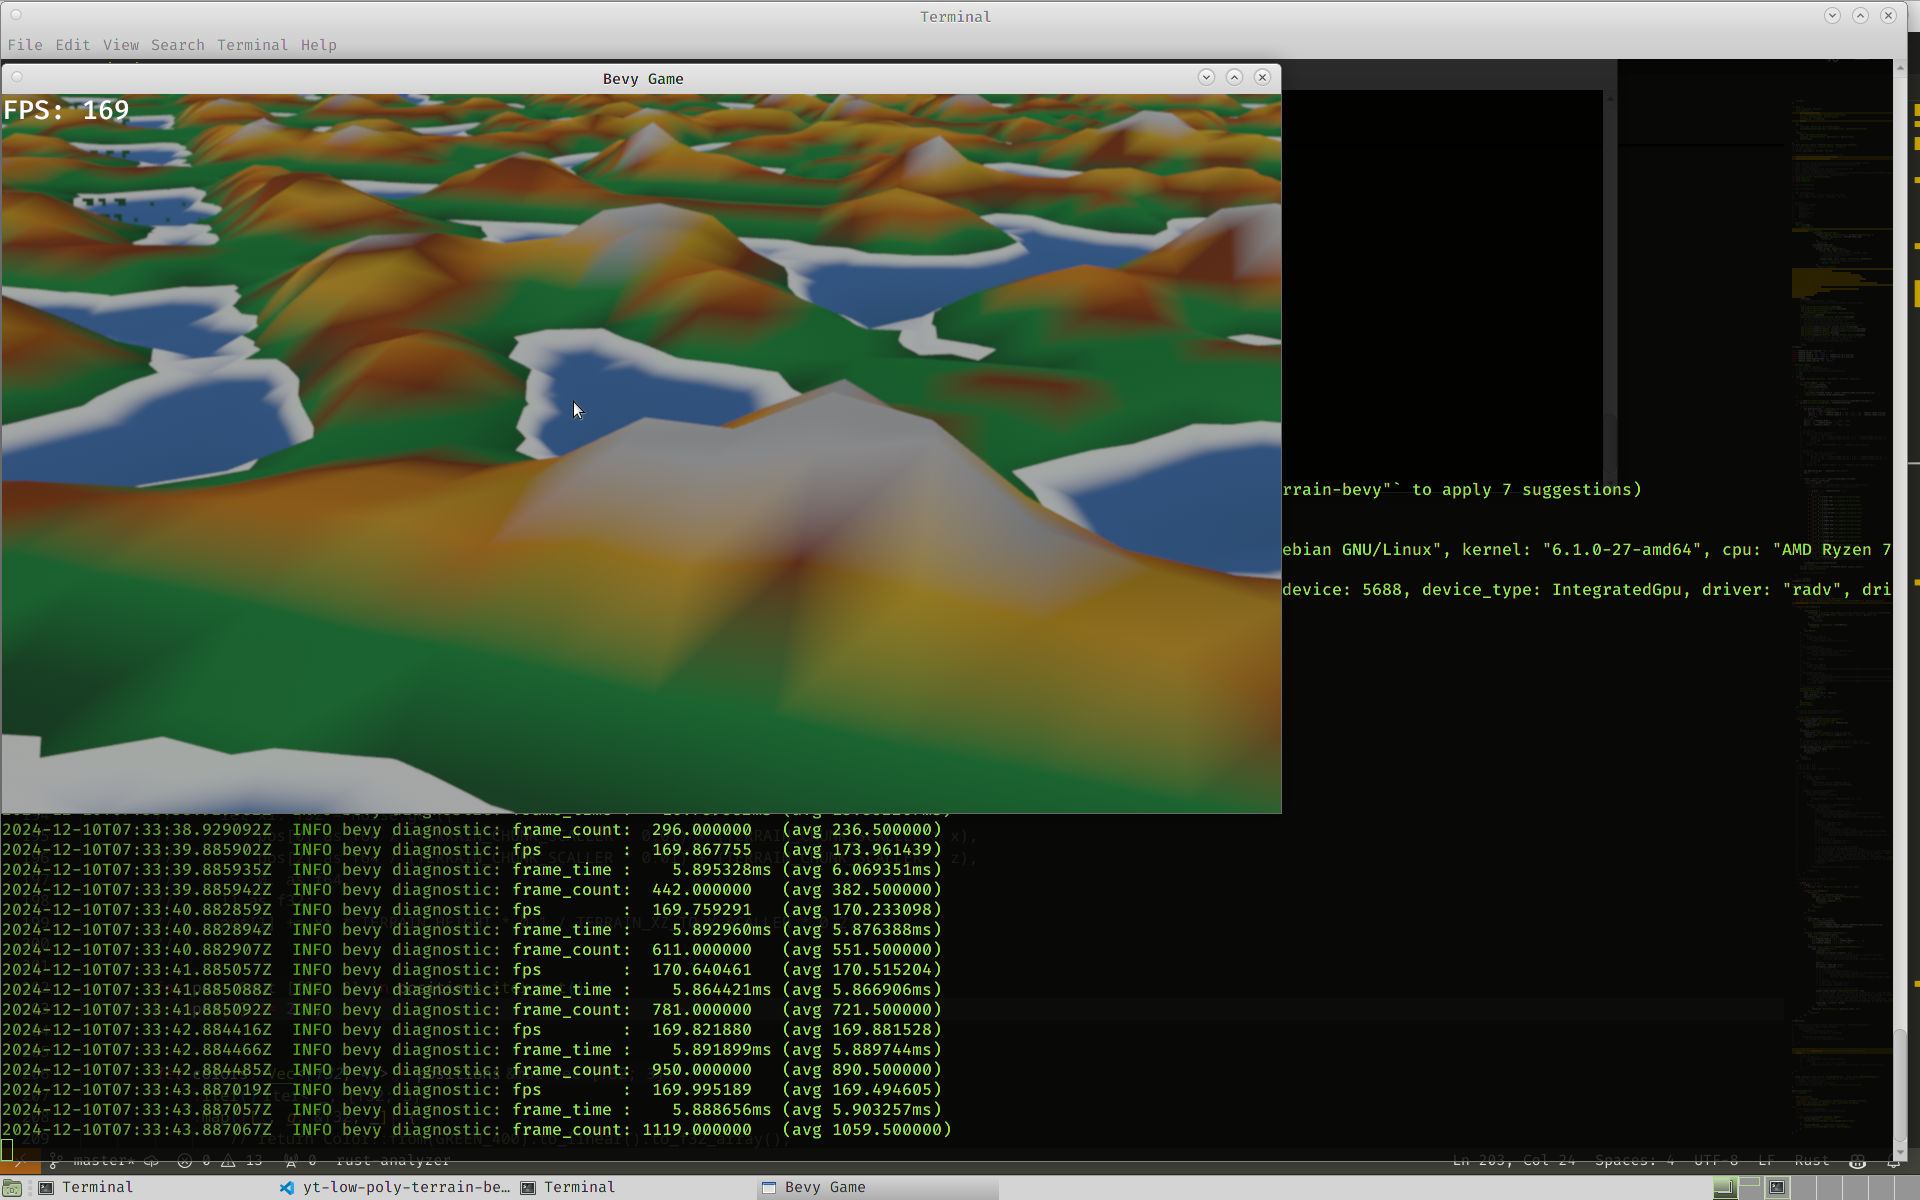 Terminal
File Edit View Search Terminal Help
Bevy Game
FPS: 169
rrain-bevy"` to apply 7 suggestions)
ebian GNU/Linux", kernel: "6.1.0-27-amd64", cpu: "AMD Ryzen 7
device: 5688, device_type: IntegratedGpu, driver: "radv", dri
2024-12-10T07:33:38.929092Z  INFO bevy diagnostic: frame_count: 296.000000   (avg 236.500000)
2024-12-10T07:33:39.885902Z  INFO bevy diagnostic: fps        :  169.867755   (avg 173.961439)
2024-12-10T07:33:39.885935Z  INFO bevy diagnostic: frame_time :    5.895328ms (avg 6.069351ms)
2024-12-10T07:33:39.885942Z  INFO bevy diagnostic: frame_count: 442.000000   (avg 382.500000)
2024-12-10T07:33:40.882859Z  INFO bevy diagnostic: fps        :  169.759291   (avg 170.233098)
2024-12-10T07:33:40.882894Z  INFO bevy diagnostic: frame_time :    5.892960ms (avg 5.876388ms)
2024-12-10T07:33:40.882907Z  INFO bevy diagnostic: frame_count: 611.000000   (avg 551.500000)
2024-12-10T07:33:41.885057Z  INFO bevy diagnostic: fps        :  170.640461   (avg 170.515204)
2024-12-10T07:33:41.885088Z  INFO bevy diagnostic: frame_time :    5.864421ms (avg 5.866906ms)
2024-12-10T07:33:41.885092Z  INFO bevy diagnostic: frame_count: 781.000000   (avg 721.500000)
2024-12-10T07:33:42.884416Z  INFO bevy diagnostic: fps        :  169.821880   (avg 169.881528)
2024-12-10T07:33:42.884466Z  INFO bevy diagnostic: frame_time :    5.891899ms (avg 5.889744ms)
2024-12-10T07:33:42.884485Z  INFO bevy diagnostic: frame_count: 950.000000   (avg 890.500000)
2024-12-10T07:33:43.887019Z  INFO bevy diagnostic: fps        :  169.995189   (avg 169.494605)
2024-12-10T07:33:43.887057Z  INFO bevy diagnostic: frame_time :    5.888656ms (avg 5.903257ms)
2024-12-10T07:33:43.887067Z  INFO bevy diagnostic: frame_count: 1119.000000   (avg 1059.500000)
209 // return Color::from(GREEN_400).to_linear().to_f32_array();
master* 0 13 0 rust-analyzer Ln 203, Col 24 Spaces: 4 UTF-8 LF Rust
Terminal yt-low-poly-terrain-be... Terminal Bevy Game